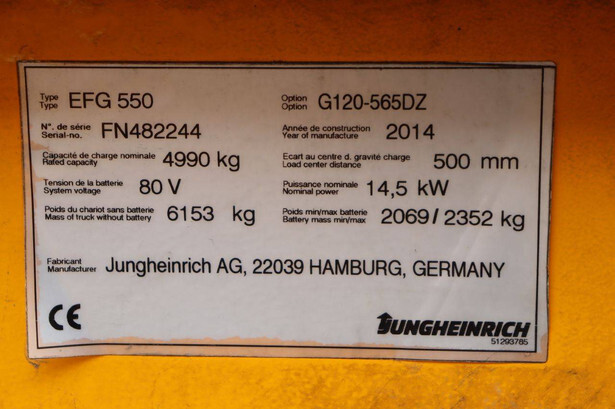 Type EFG 550 Option G120-565DZ
Type Option
N°. de série FN482244 Année de construction 2014
Serial-no. Year of manufacture
Capacité de charge nominale 4990 kg Ecart au centre d. gravité charge 500 mm
Rated capacity Load center distance
Tension de la batterie 80 V Puissance nominale 14,5 kW
System voltage Nominal power
Poids du chariot sans batterie 6153 kg Poids min/max batterie 2069/2352 kg
Mass of truck without battery Battery mass min/max
Fabricant Jungheinrich AG, 22039 HAMBURG, GERMANY
Manufacturer
CE JUNGHEINRICH
51293785